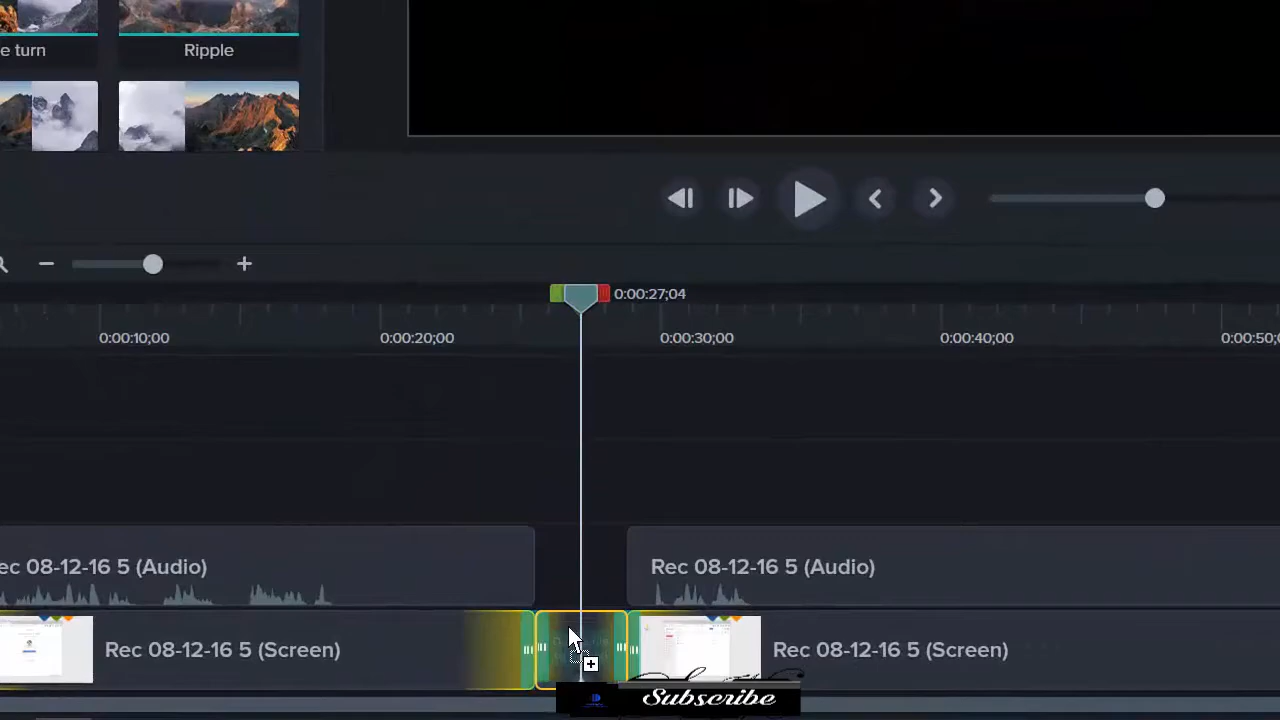 e turn
Ripple
0:00:27;04
0:00:10;00
0:00:20;00
0:00:30;00
0:00:40;00
0:00:50;0
ec 08-12-16 5 (Audio)
Rec 08-12-16 5 (Audio)
Rec 08-12-16 5 (Screen)
Rec 08-12-16 5 (Screen)
Subscribe